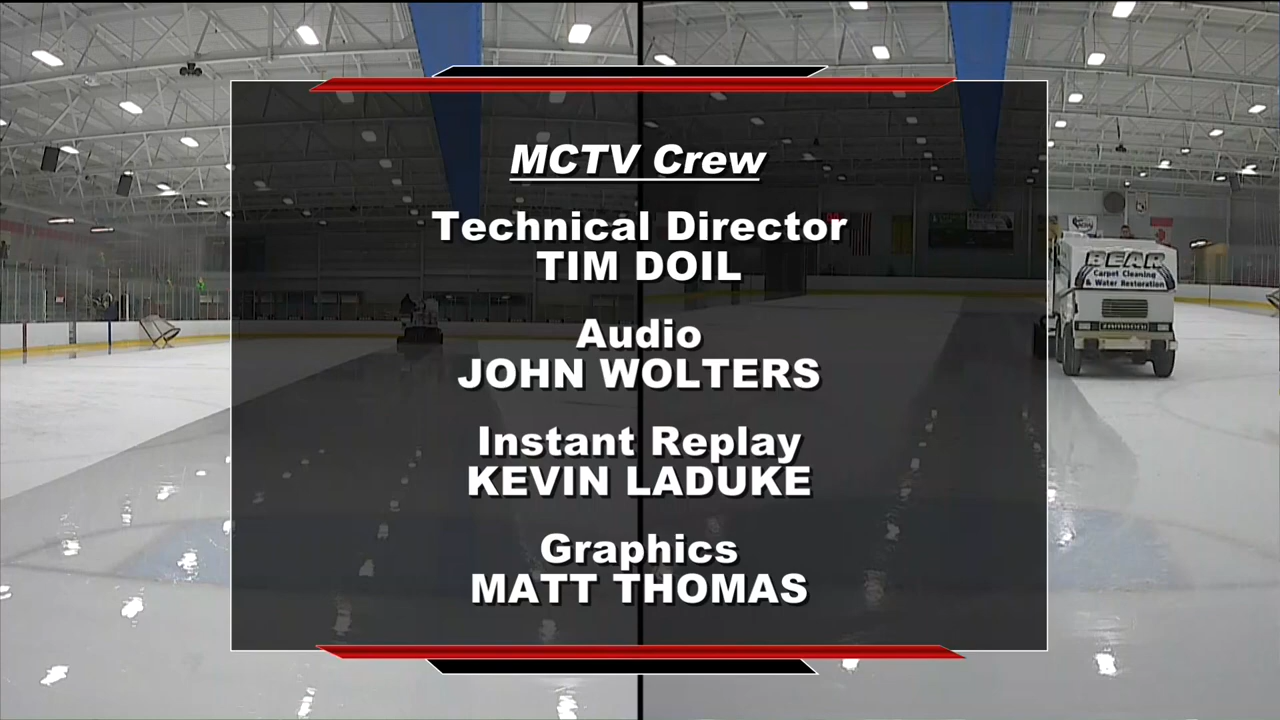 MCTV Crew
Technical Director
TIM DOIL
Audio
JOHN WOLTERS
Instant Replay
KEVIN LADUKE
Graphics
MATT THOMAS
BEAR
Carpet Cleaning
& Water Restoration
ZAMBONI